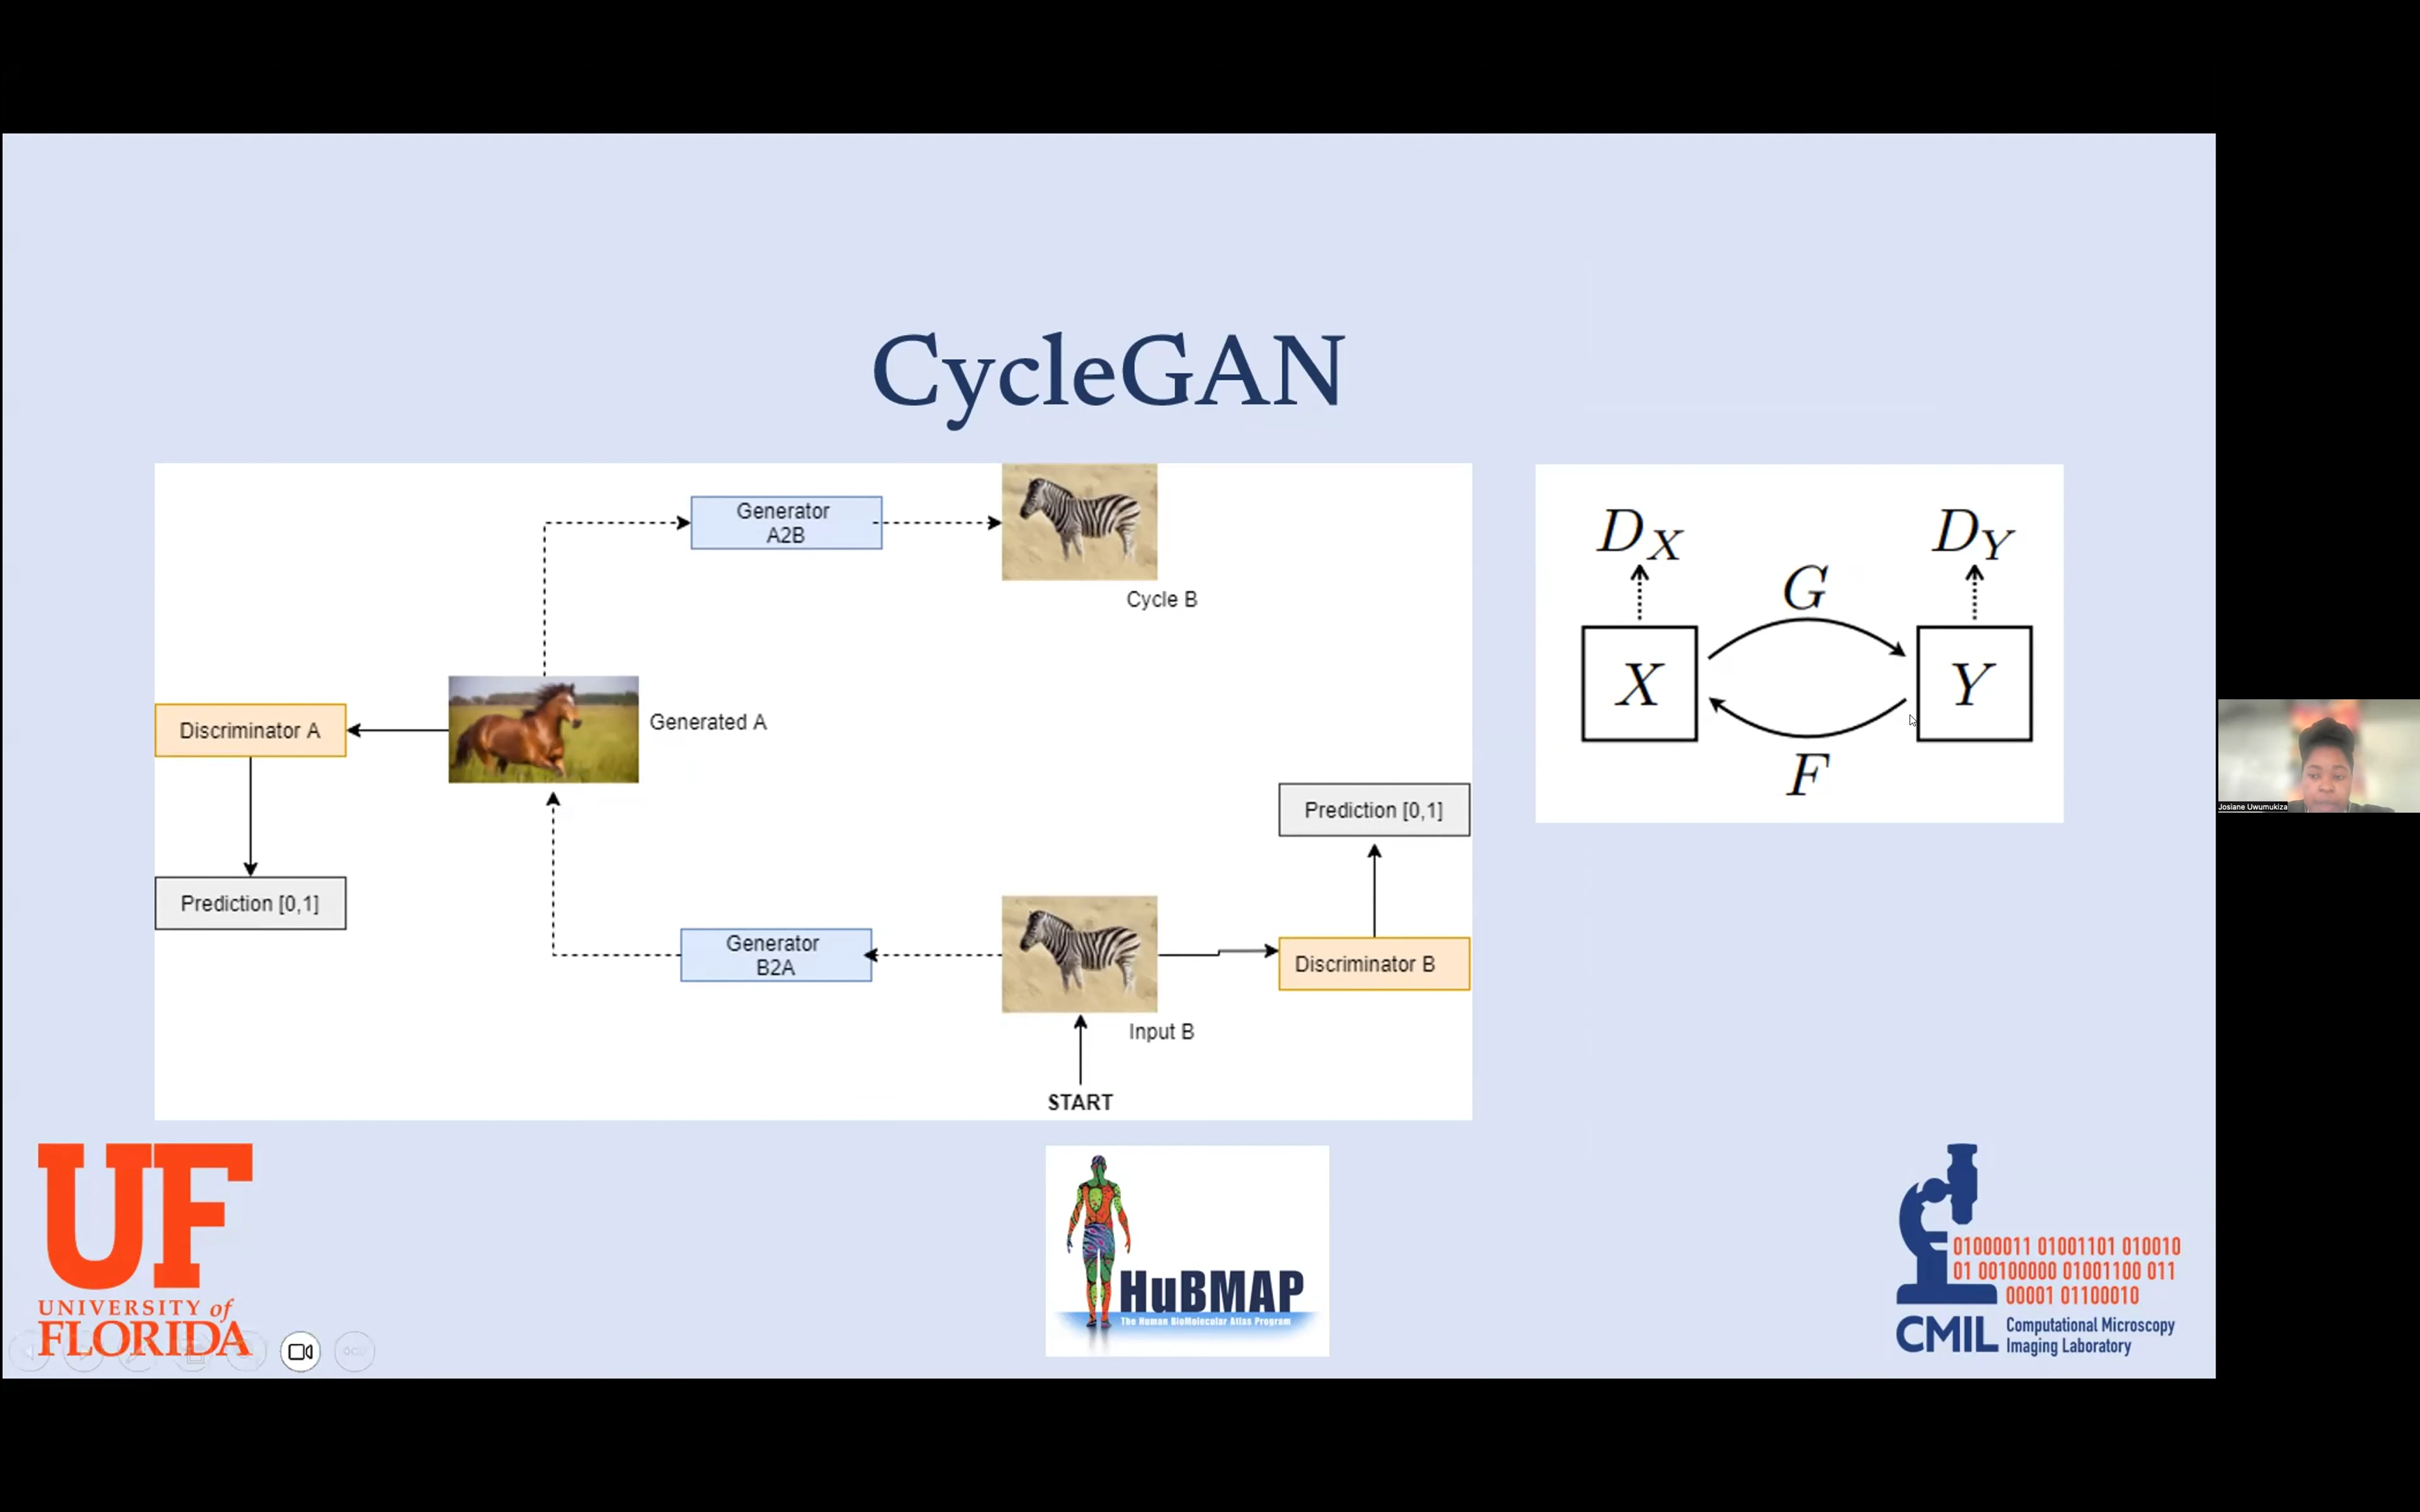 CycleGAN
Generator
A2B
Cycle B
Discriminator A
Generated A
Prediction [0,1]
Generator
B2A
Input B
START
Prediction [0,1]
Discriminator B
D_X
D_Y
G
X
Y
F
Josiane Uwumukiza
UF
UNIVERSITY of
FLORIDA
HuBMAP
The Human BioMolecular Atlas Program
01000011 01001101 010010
01 00100000 01001100 011
00001 01100010
CMIL Computational Microscopy
Imaging Laboratory